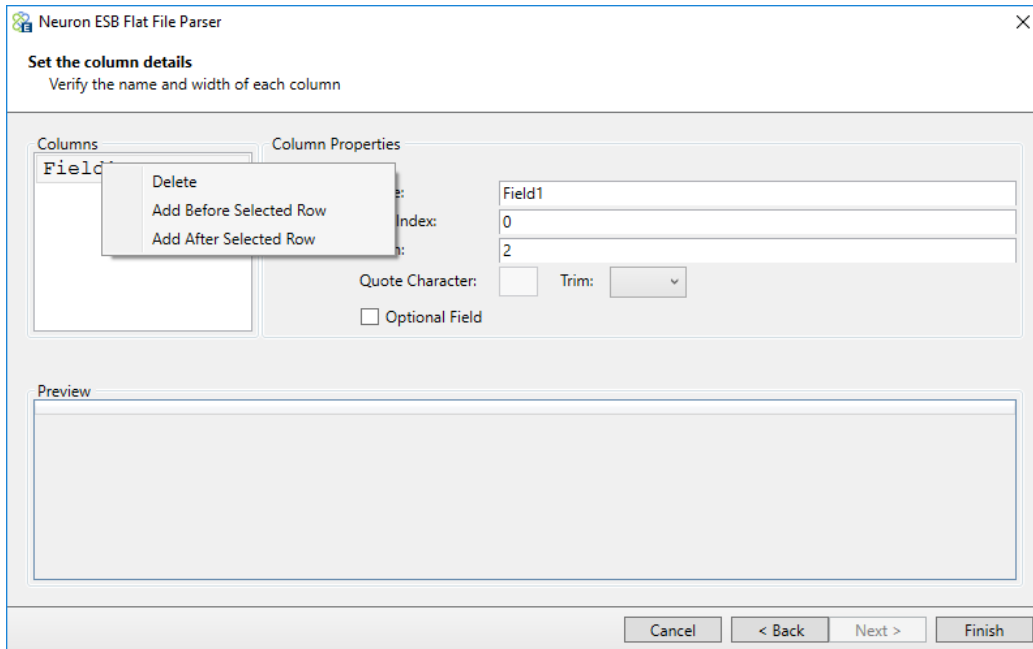 Neuron ESB Flat File Parser
Set the column details
Verify the name and width of each column
Columns
Column Properties
Field
Delete
Add Before Selected Row
Add After Selected Row
Field1
Index:
0
2
Quote Character:
Trim:
Optional Field
Preview
Cancel
< Back
Next >
Finish